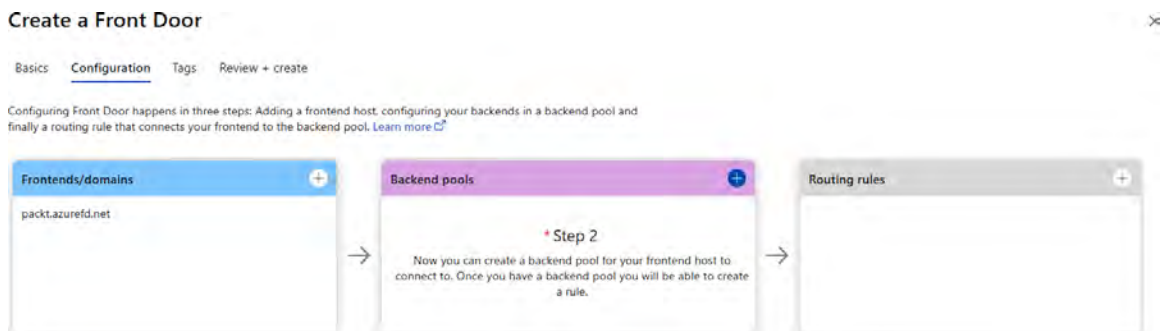 Create a Front Door
Basics Configuration Tags Review + create
Configuring Front Door happens in three steps: Adding a frontend host, configuring your backends in a backend pool and
finally a routing rule that connects your frontend to the backend pool. Learn more
Frontends/domains
packt.azurefd.net
Backend pools
* Step 2
Now you can create a backend pool for your frontend host to
connect to. Once you have a backend pool you will be able to create
a rule.
Routing rules